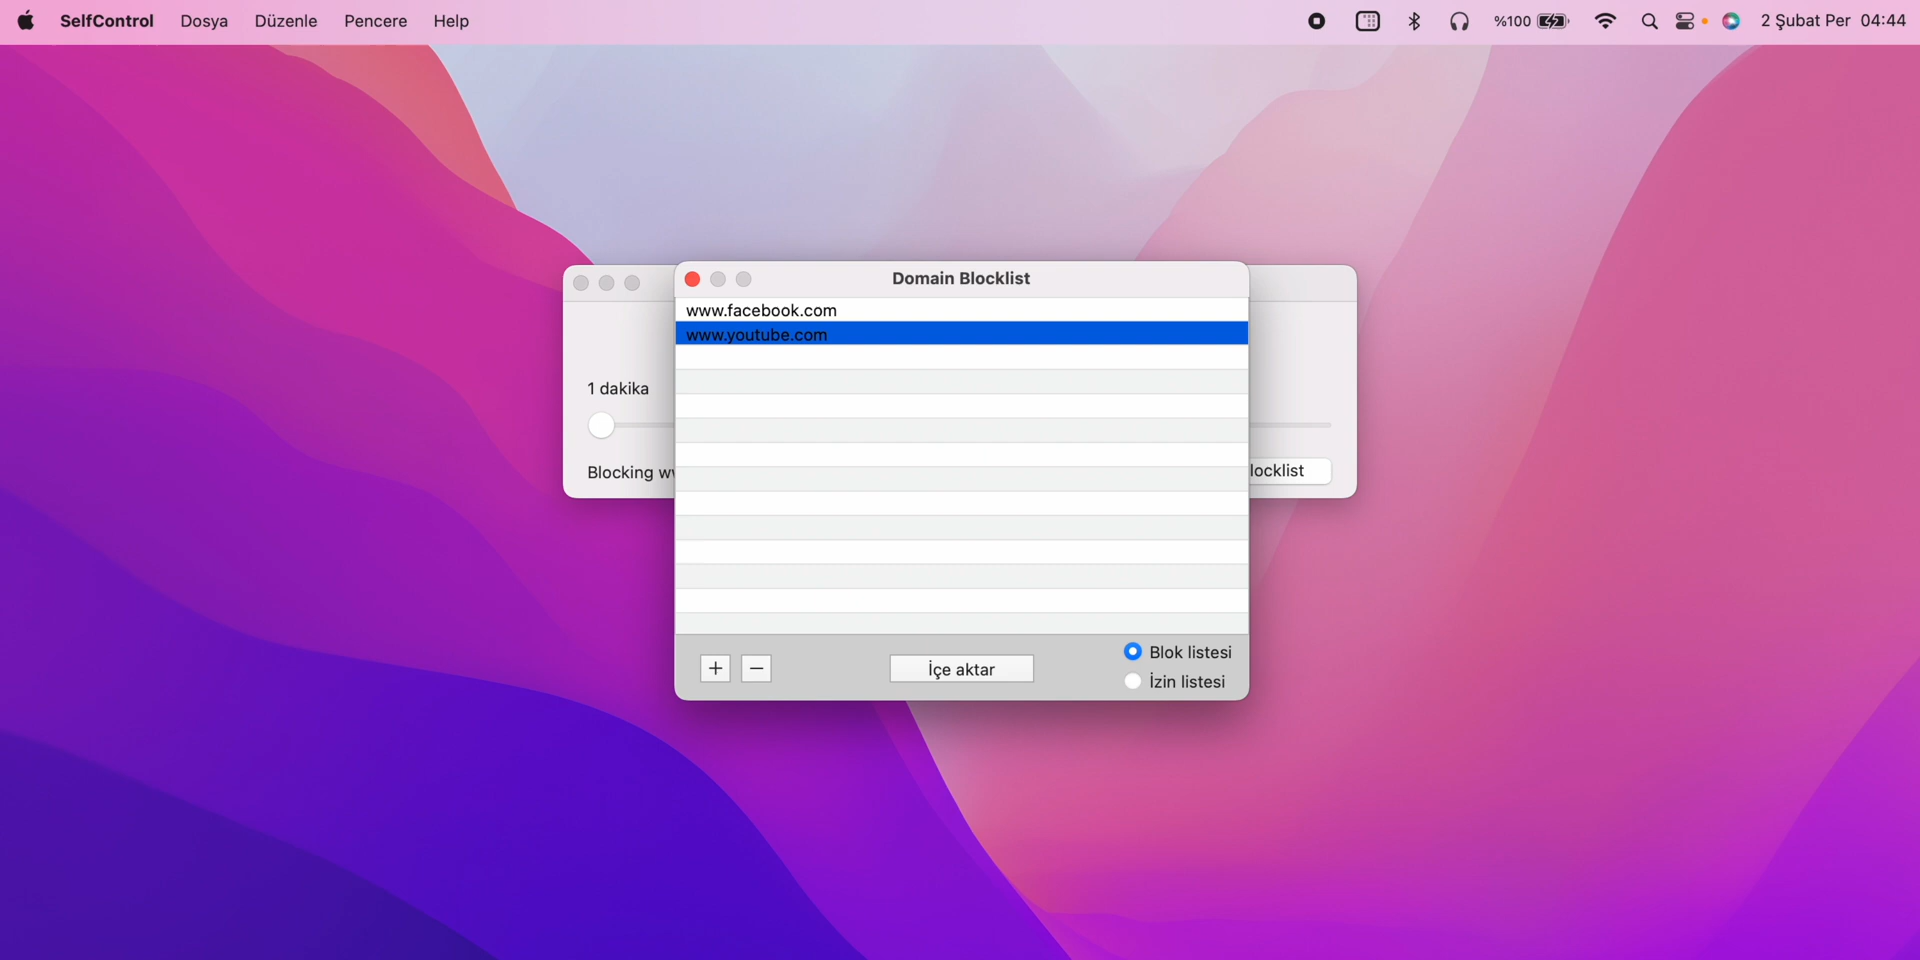 SelfControl Dosya Düzenle Pencere Help %100 2 Şubat Per 04:44
Domain Blocklist
www.facebook.com
www.youtube.com
1 dakika
Blocking
İçe aktar
Blok listesi
İzin listesi